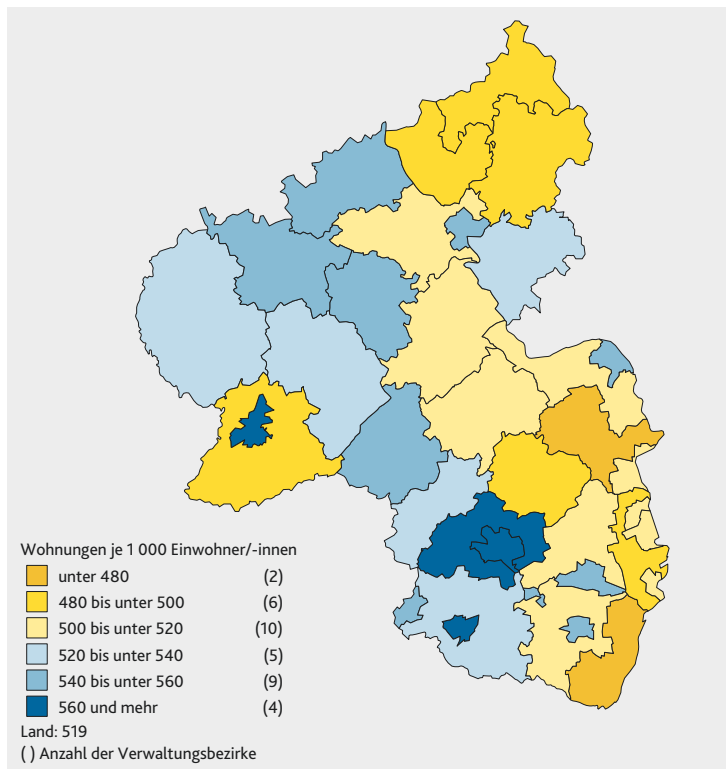 Wohnungen je 1 000 Einwohner/-innen
unter 480 (2)
480 bis unter 500 (6)
500 bis unter 520 (10)
520 bis unter 540 (5)
540 bis unter 560 (9)
560 und mehr (4)
Land: 519
( ) Anzahl der Verwaltungsbezirke